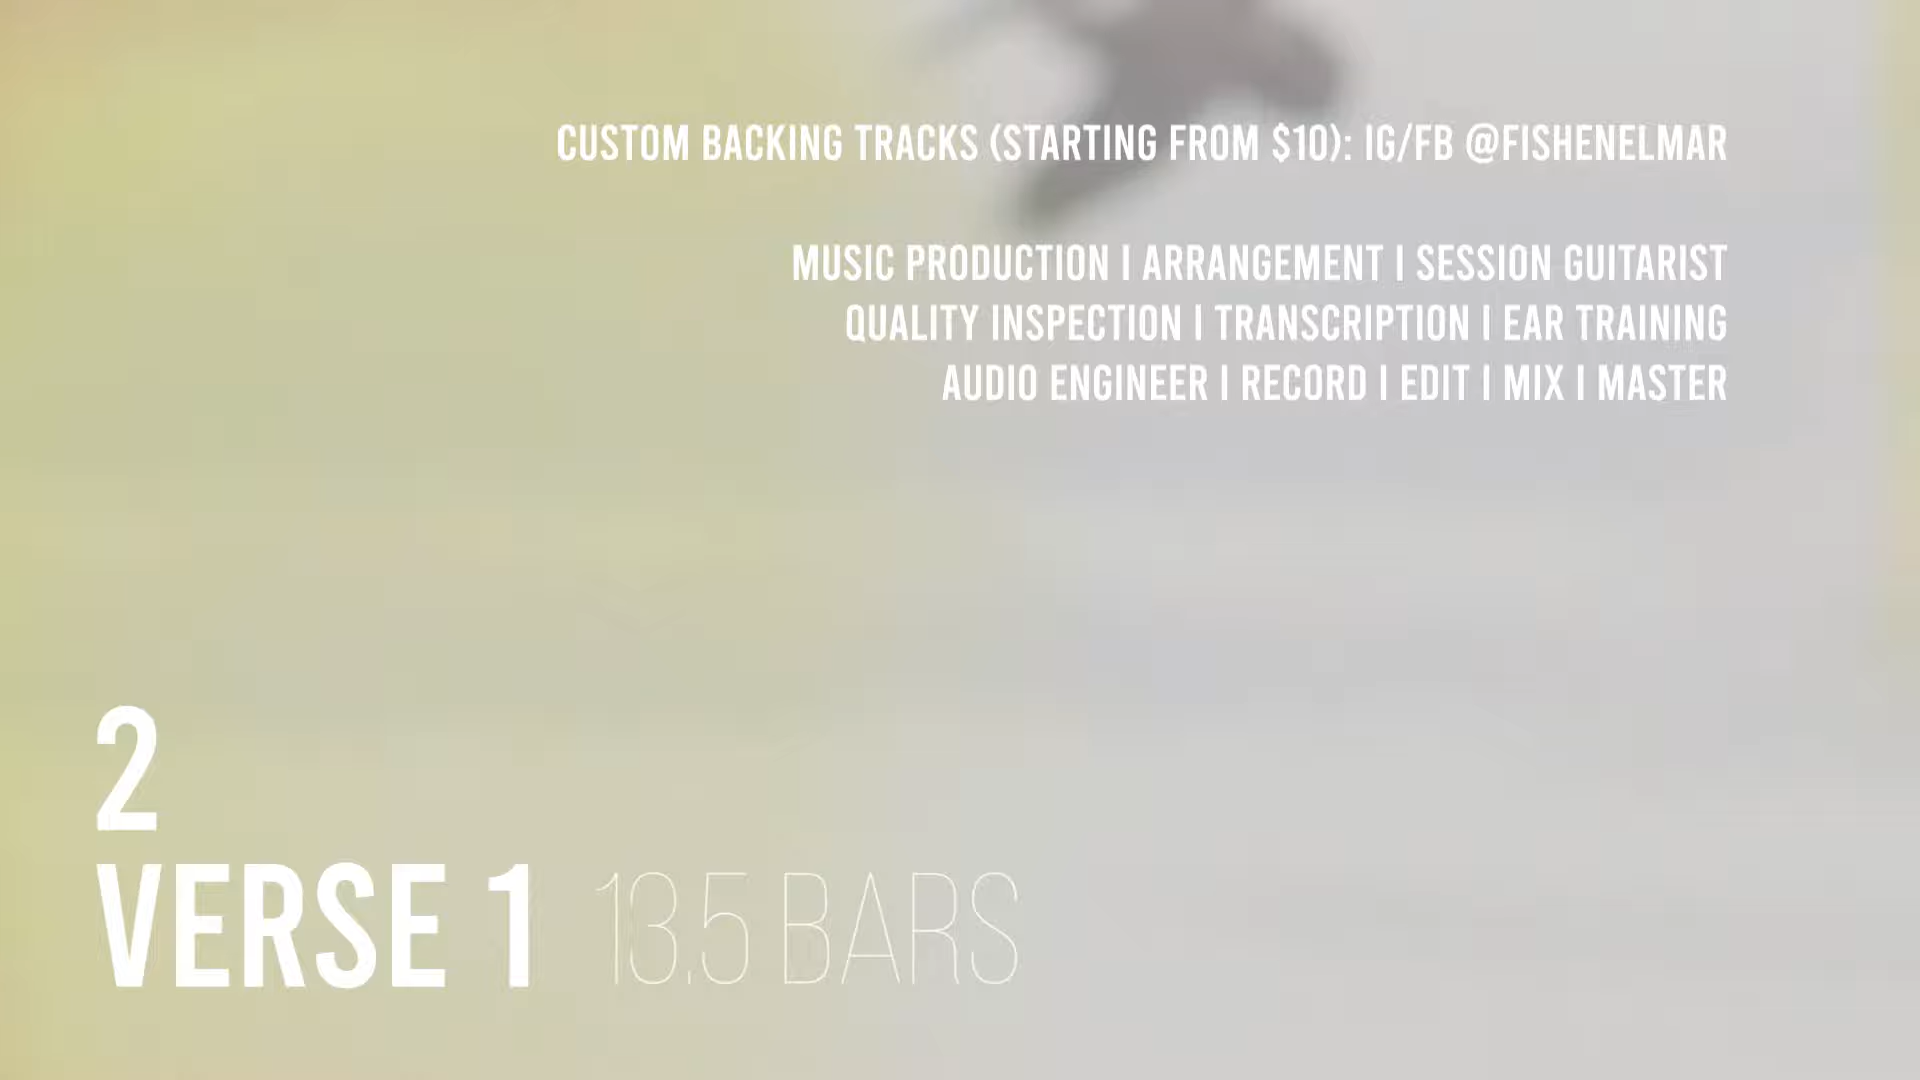 CUSTOM BACKING TRACKS (STARTING FROM $10): IG/FB @FISHENELMAR
MUSIC PRODUCTION | ARRANGEMENT | SESSION GUITARIST
QUALITY INSPECTION | TRANSCRIPTION | EAR TRAINING
AUDIO ENGINEER | RECORD | EDIT | MIX | MASTER
2
VERSE 1 13.5 BARS